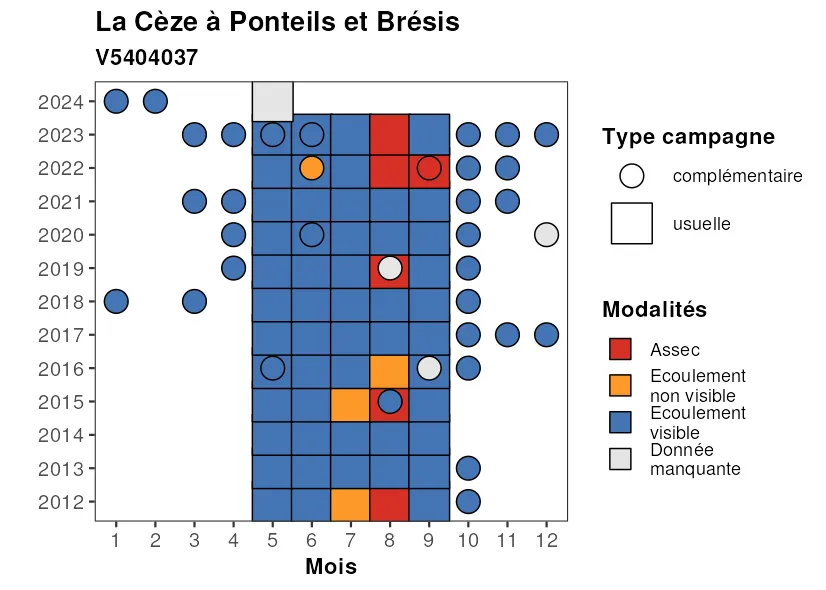 La Cèze à Ponteils et Brésis
V5404037
2024
2023
2022
2021
2020
2019
2018
2017
2016
2015
2014
2013
2012
1 2 3 4 5 6 7 8 9 10 11 12
Mois
Type campagne
complémentaire
usuelle
Modalités
Assec
Ecoulement
non visible
Ecoulement
visible
Donnée
manquante